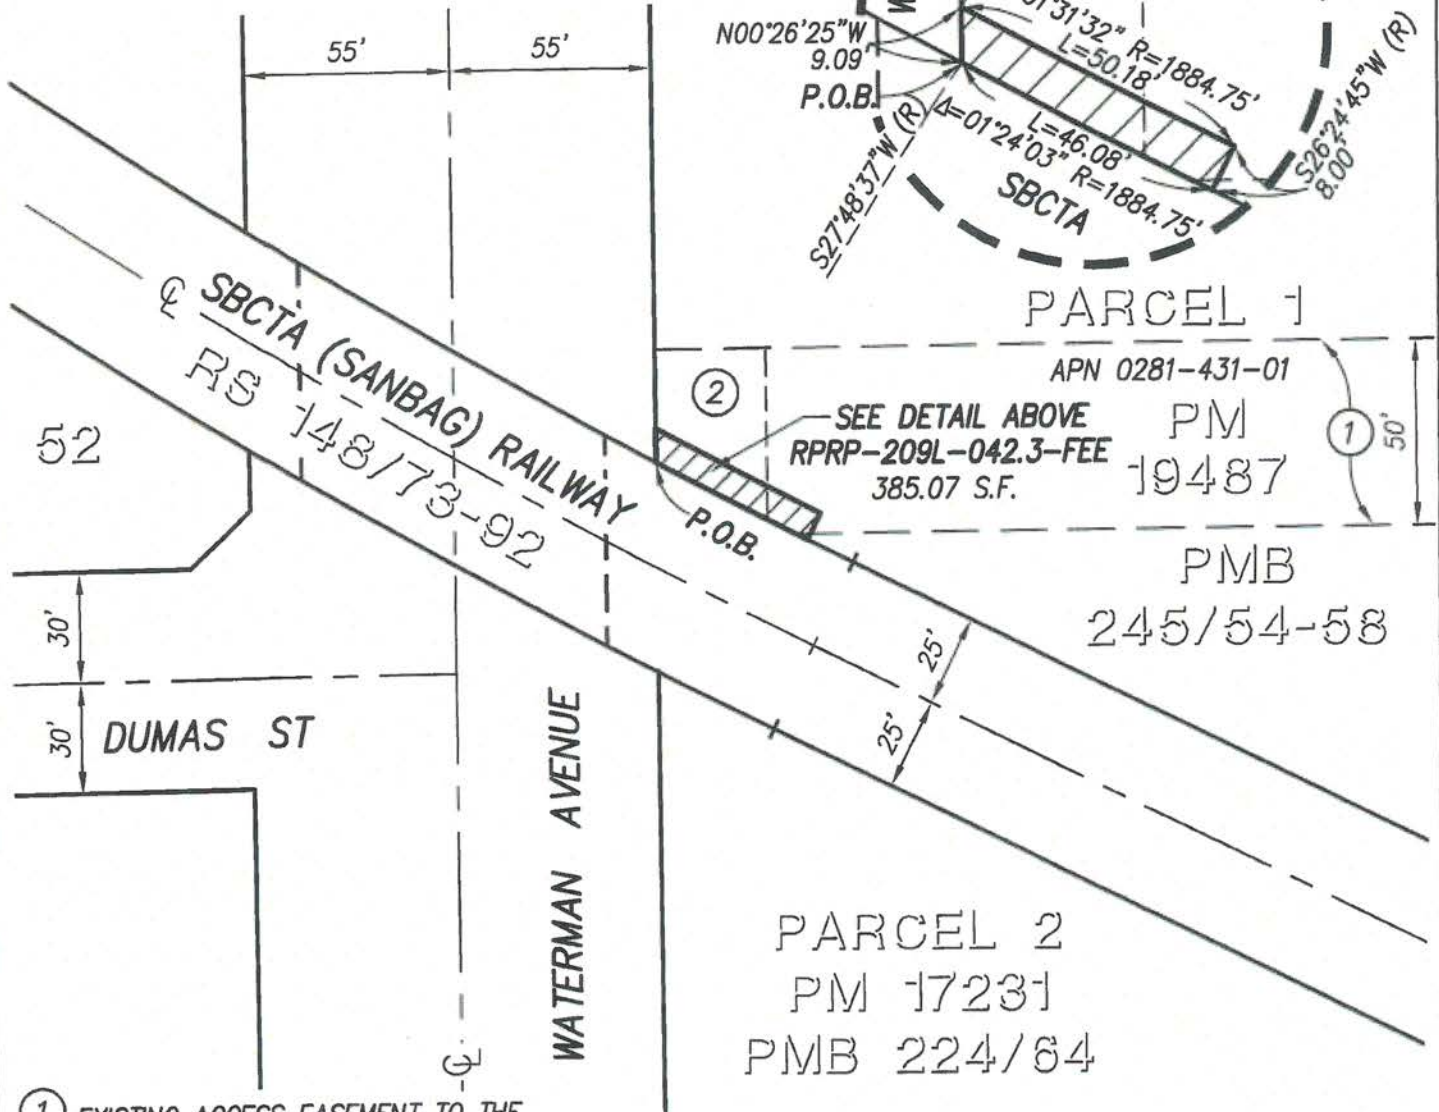 55'
55'
N00°26'25"W
9.09'
P.O.B.
W
01°31'32" R=1884.75'
L=50.18'
L=46.08'
Δ=01°24'03" R=1884.75'
S27°48'37"W (R)
S26°24'45"W (R)
8.00'
SBCTA
PARCEL 1
APN 0281-431-01
2
SEE DETAIL ABOVE
RPRP-209L-042.3-FEE
385.07 S.F.
PM
19487
1
50'
℄ SBCTA (SANBAG) RAILWAY
RS 148/73-92
52
P.O.B.
PMB
245/54-58
30'
30'
25'
25'
DUMAS ST
WATERMAN AVENUE
℄
PARCEL 2
PM 17231
PMB 224/64
1 EXISTING ACCESS EASEMENT TO THE